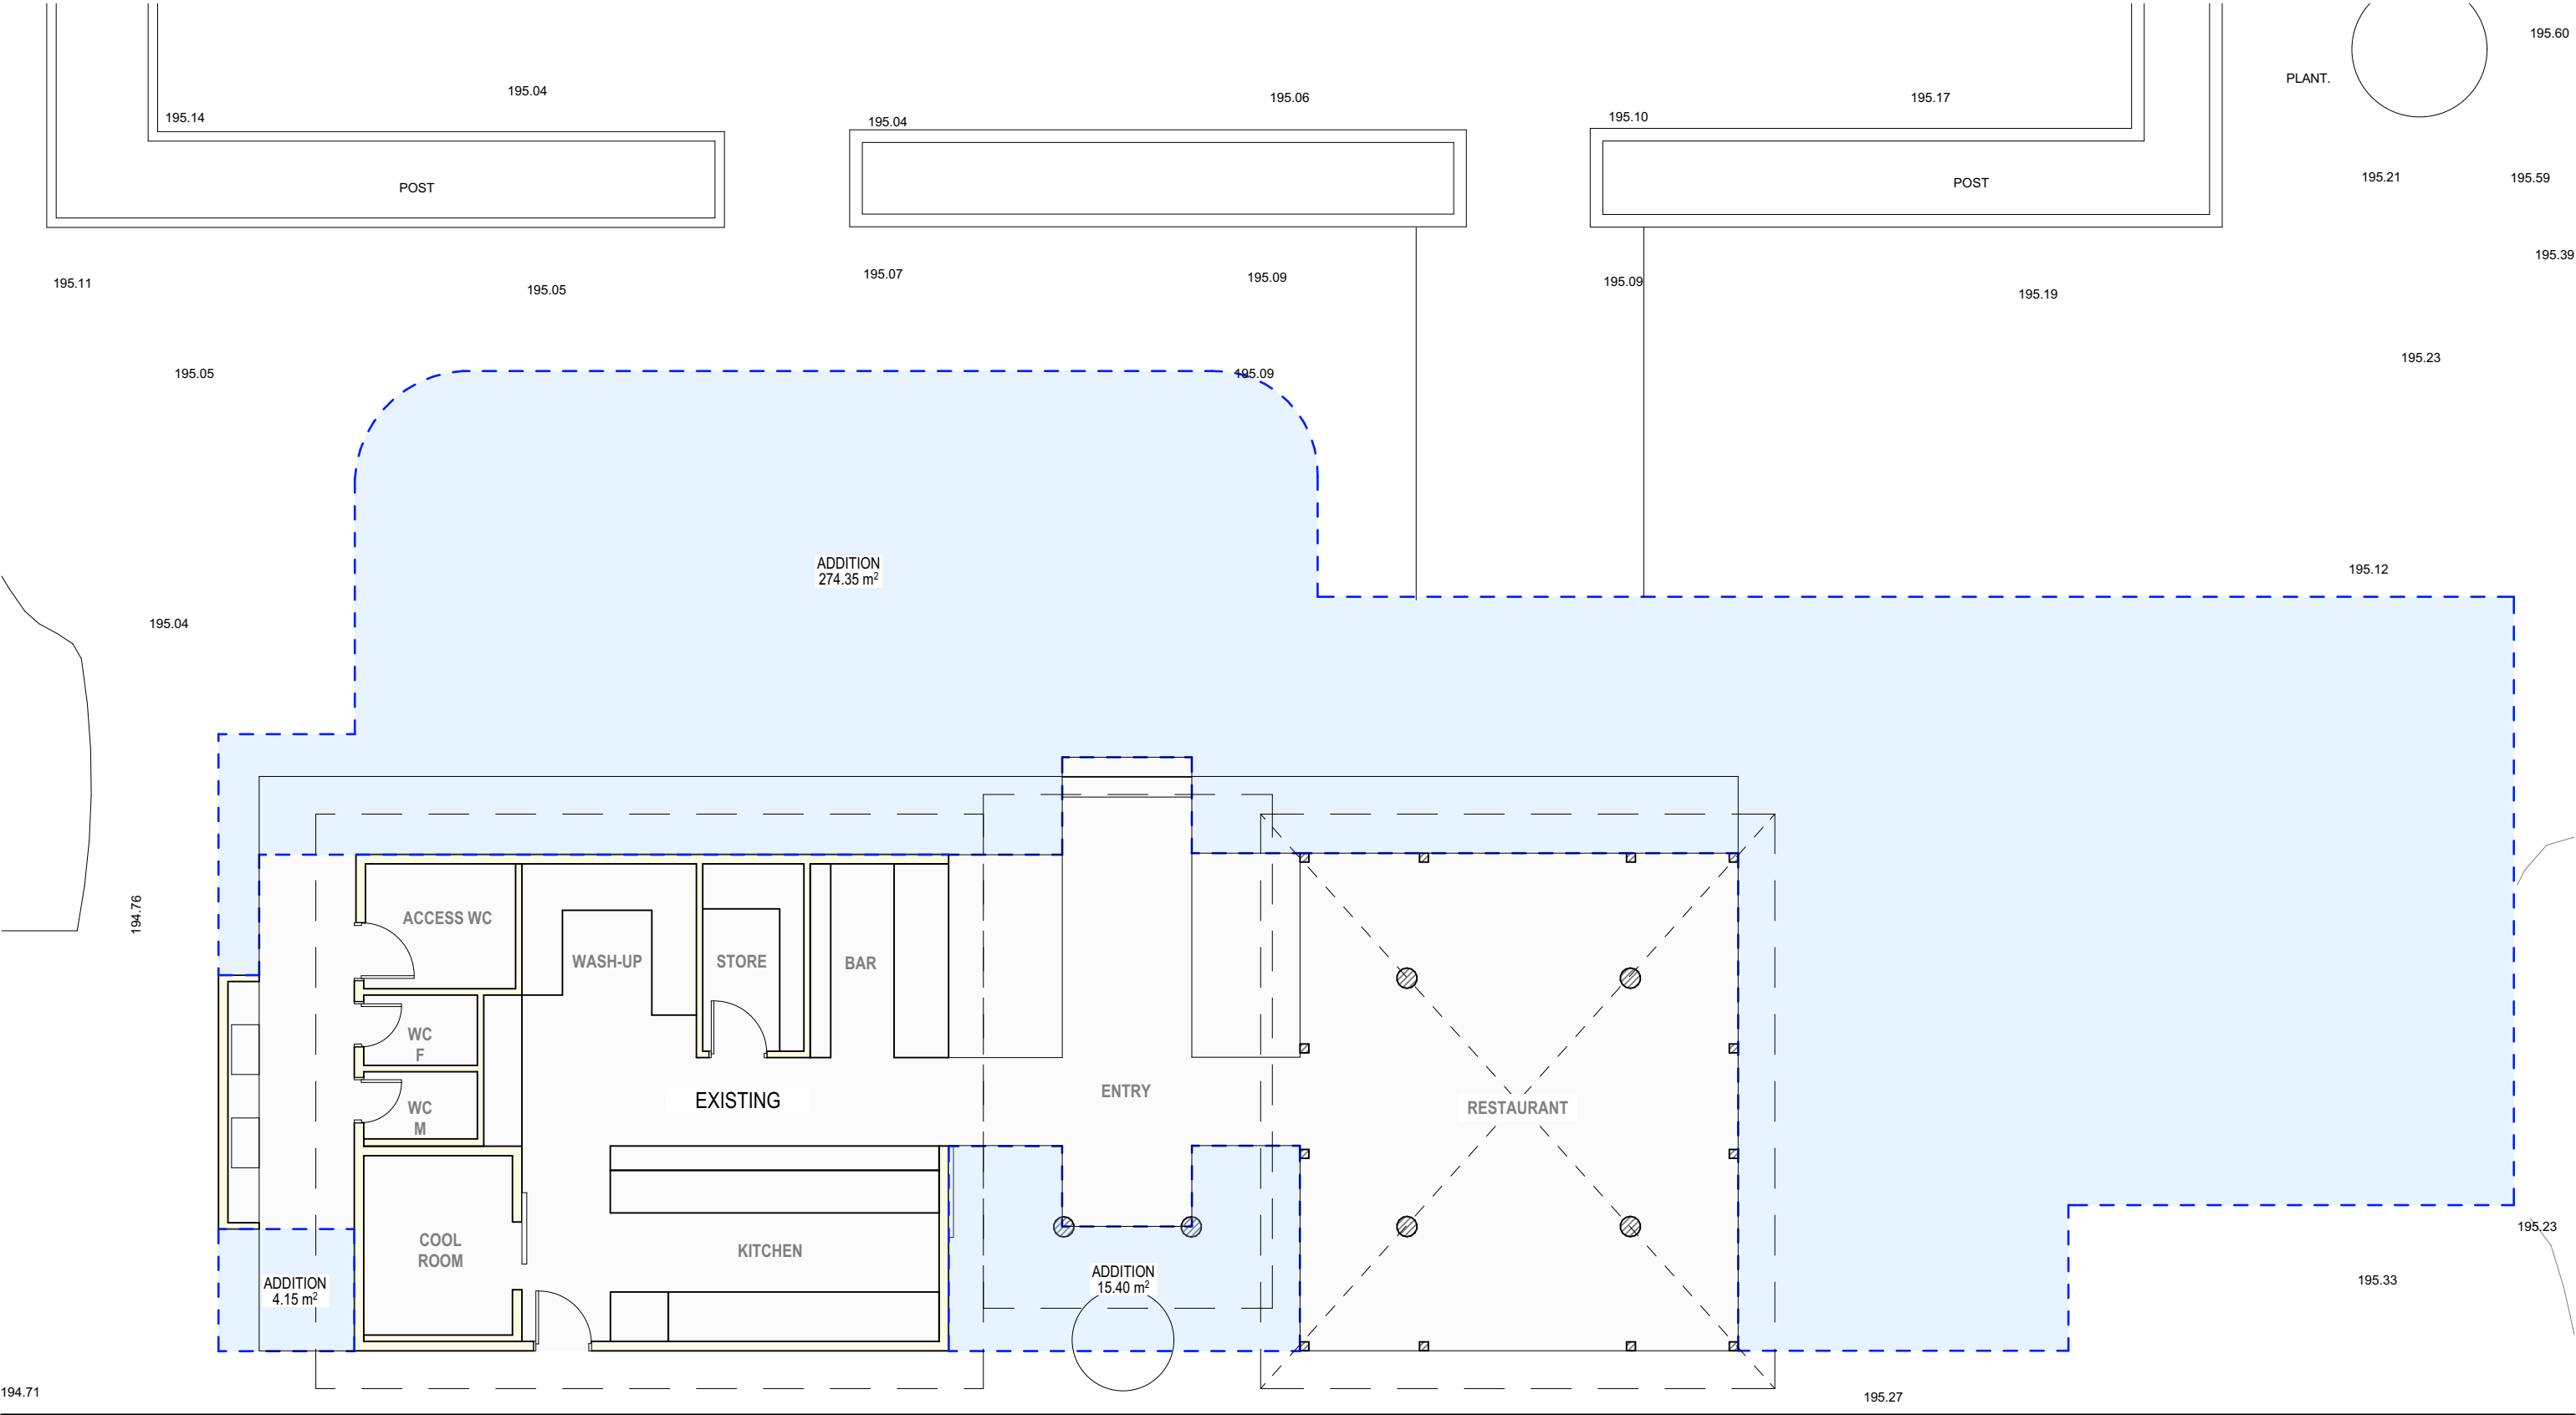 195.60
PLANT.
195.04
195.06
195.17
195.14
195.04
195.10
POST
POST
195.21
195.59
195.39
195.11
195.05
195.07
195.09
195.09
195.19
195.05
195.09
195.23
ADDITION
274.35 m²
195.12
195.04
194.76
ACCESS WC
WASH-UP
STORE
BAR
WC
F
EXISTING
ENTRY
RESTAURANT
WC
M
COOL
ROOM
KITCHEN
195.23
ADDITION
4.15 m²
ADDITION
15.40 m²
195.33
194.71
195.27